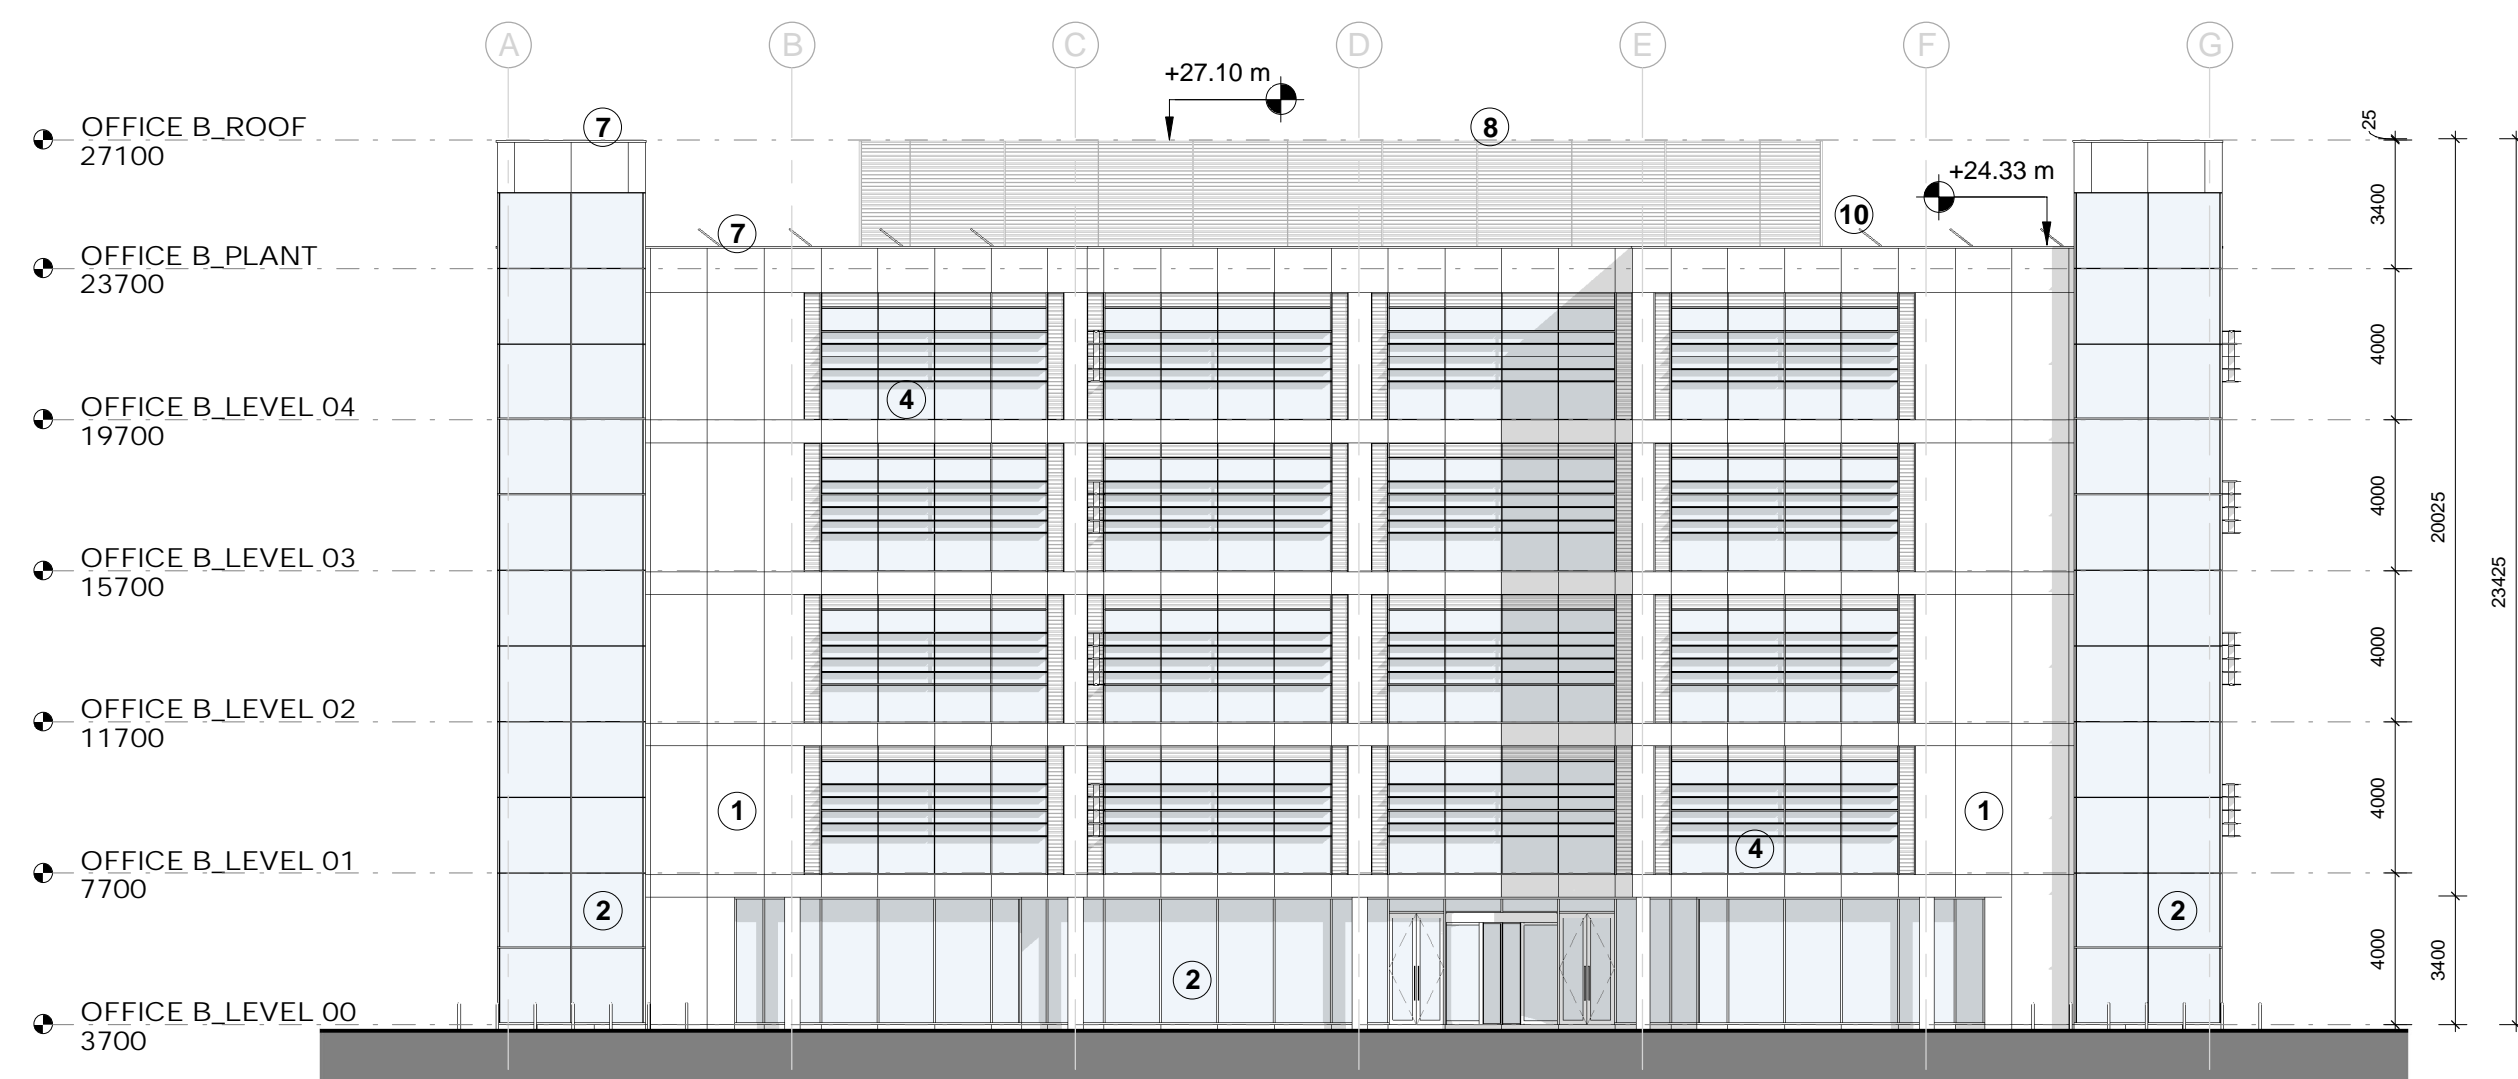 A B C D E F G
+27.10 m
OFFICE B_ROOF
27100
7
8
25
+24.33 m
10
7
3400
OFFICE B_PLANT
23700
4000
OFFICE B_LEVEL 04
19700
4
4000
20025
OFFICE B_LEVEL 03
15700
23425
4000
OFFICE B_LEVEL 02
11700
1
1
4000
OFFICE B_LEVEL 01
7700
4
2
2
2
4000
3400
OFFICE B_LEVEL 00
3700